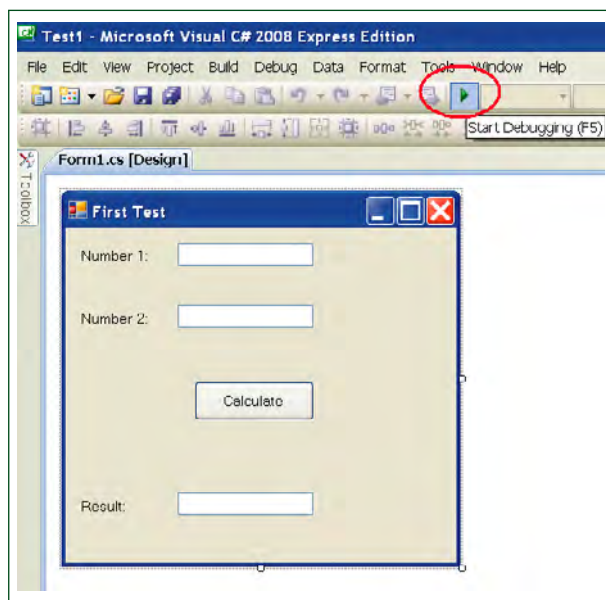 Test1 - Microsoft Visual C# 2008 Express Edition
File Edit View Project Build Debug Data Format Tools Window Help
Start Debugging (F5)
Form1.cs [Design]
Toolbox
First Test
Number 1:
Number 2:
Calculate
Result: